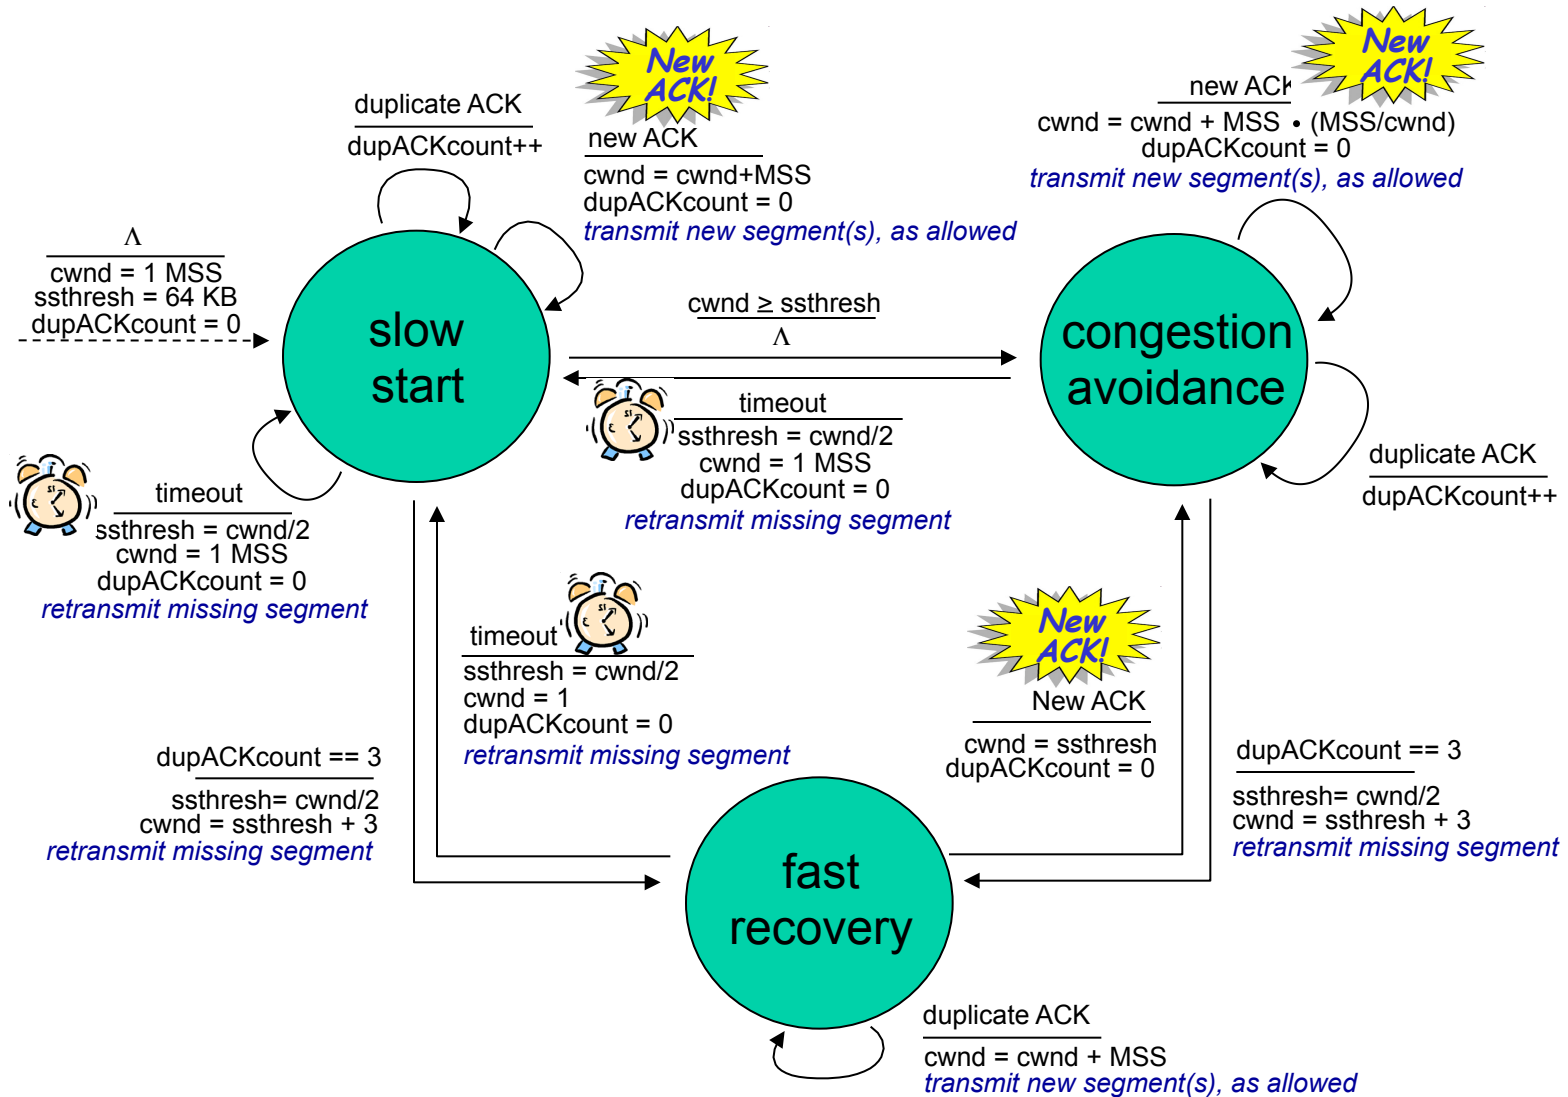 New
ACK!
duplicate ACK
dupACKcount++
new ACK
cwnd = cwnd+MSS
dupACKcount = 0
transmit new segment(s), as allowed
New
ACK!
new ACK
cwnd = cwnd + MSS • (MSS/cwnd)
dupACKcount = 0
transmit new segment(s), as allowed
Λ
cwnd = 1 MSS
ssthresh = 64 KB
dupACKcount = 0
slow
start
cwnd ≥ ssthresh
Λ
congestion
avoidance
timeout
ssthresh = cwnd/2
cwnd = 1 MSS
dupACKcount = 0
retransmit missing segment
duplicate ACK
dupACKcount++
timeout
ssthresh = cwnd/2
cwnd = 1 MSS
dupACKcount = 0
retransmit missing segment
timeout
ssthresh = cwnd/2
cwnd = 1
dupACKcount = 0
retransmit missing segment
New
ACK!
New ACK
cwnd = ssthresh
dupACKcount = 0
dupACKcount == 3
ssthresh= cwnd/2
cwnd = ssthresh + 3
retransmit missing segment
dupACKcount == 3
ssthresh= cwnd/2
cwnd = ssthresh + 3
retransmit missing segment
fast
recovery
duplicate ACK
cwnd = cwnd + MSS
transmit new segment(s), as allowed